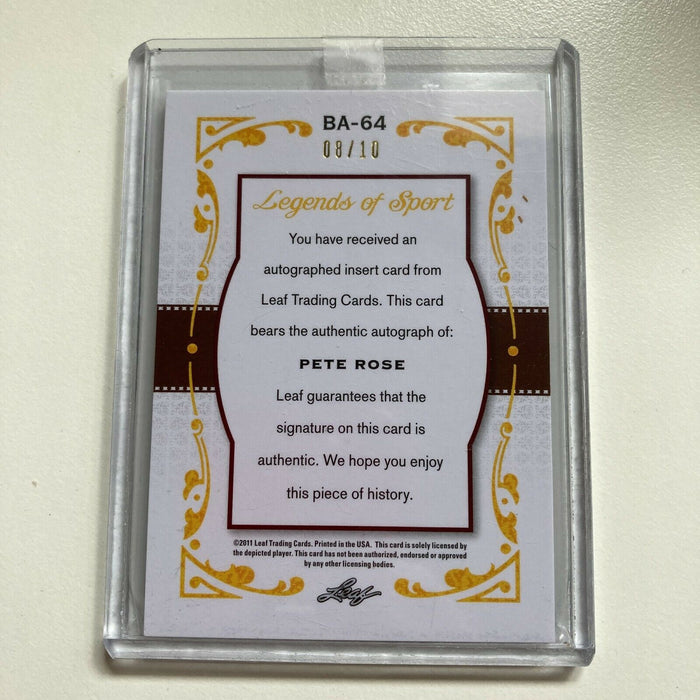 BA-64
08/10
Legends of Sport
You have received an
autographed insert card from
Leaf Trading Cards. This card
bears the authentic autograph of:
PETE ROSE
Leaf guarantees that the
signature on this card is
authentic. We hope you enjoy
this piece of history.
©2011 Leaf Trading Cards. Printed in the USA. This card is solely licensed by
the depicted player. This card has not been authorized, endorsed or approved
by any other licensing bodies.
Leaf